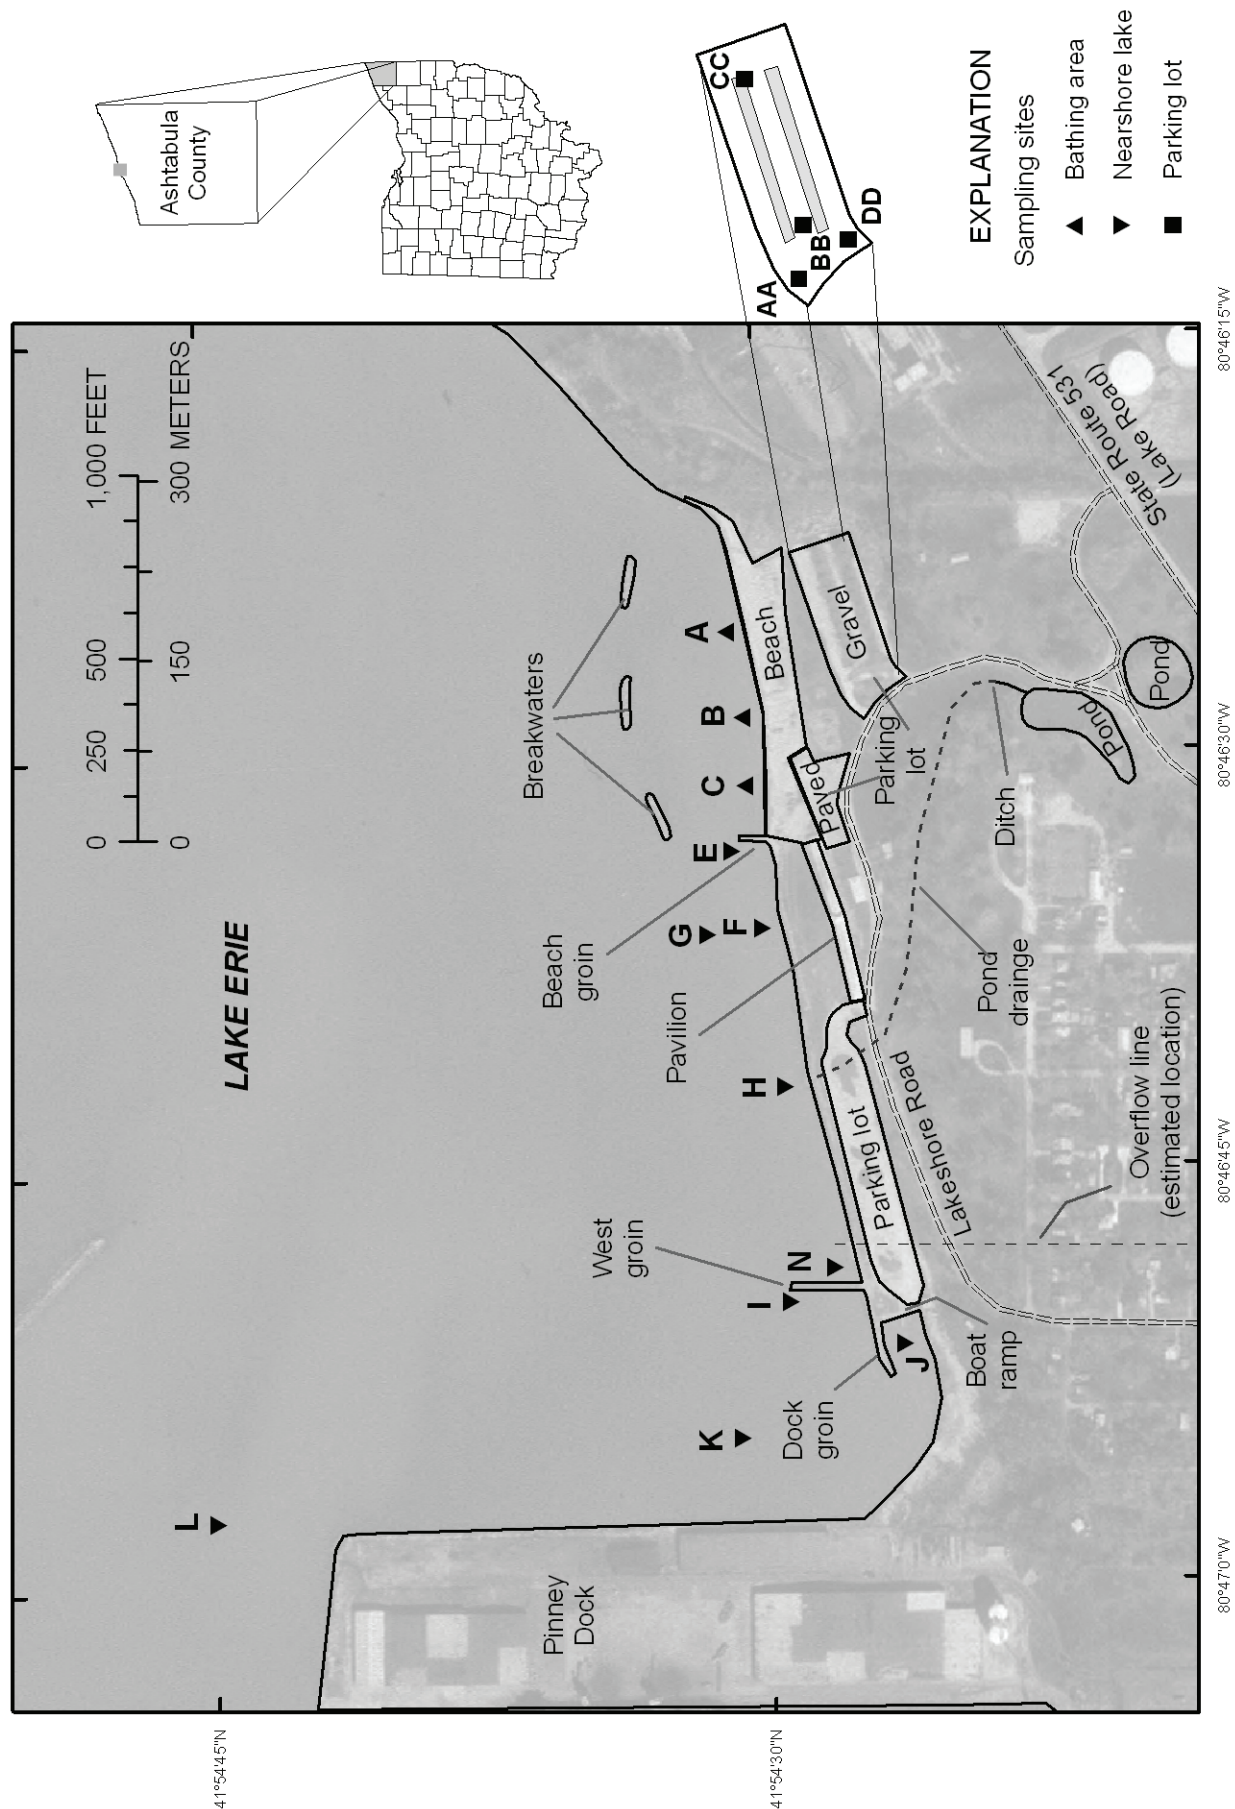 Ashtabula
County
0 250 500 1,000 FEET
0 150 300 METERS
LAKE ERIE
L
K
J
I
N
H
G
F
E
C
B
A
Pinney
Dock
Dock
groin
West
groin
Boat
ramp
Parking lot
Lakeshore Road
Overflow line
(estimated location)
Pond
drainge
Pavilion
Beach
groin
Breakwaters
Beach
Paved
Gravel
Parking
lot
Ditch
Pond
Pond
State Route 531
(Lake Road)
AA
BB
CC
DD
EXPLANATION
Sampling sites
Bathing area
Nearshore lake
Parking lot
41°54'45"N
41°54'30"N
80°47'0"W
80°46'45"W
80°46'30"W
80°46'15"W